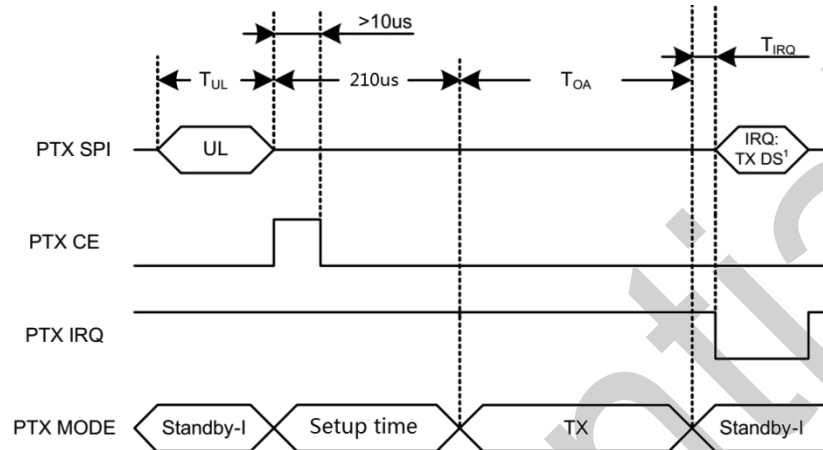 >10us
T_UL 210us T_OA T_IRQ
PTX SPI UL IRQ:
TX DS¹
PTX CE
PTX IRQ
PTX MODE Standby-I Setup time TX Standby-I